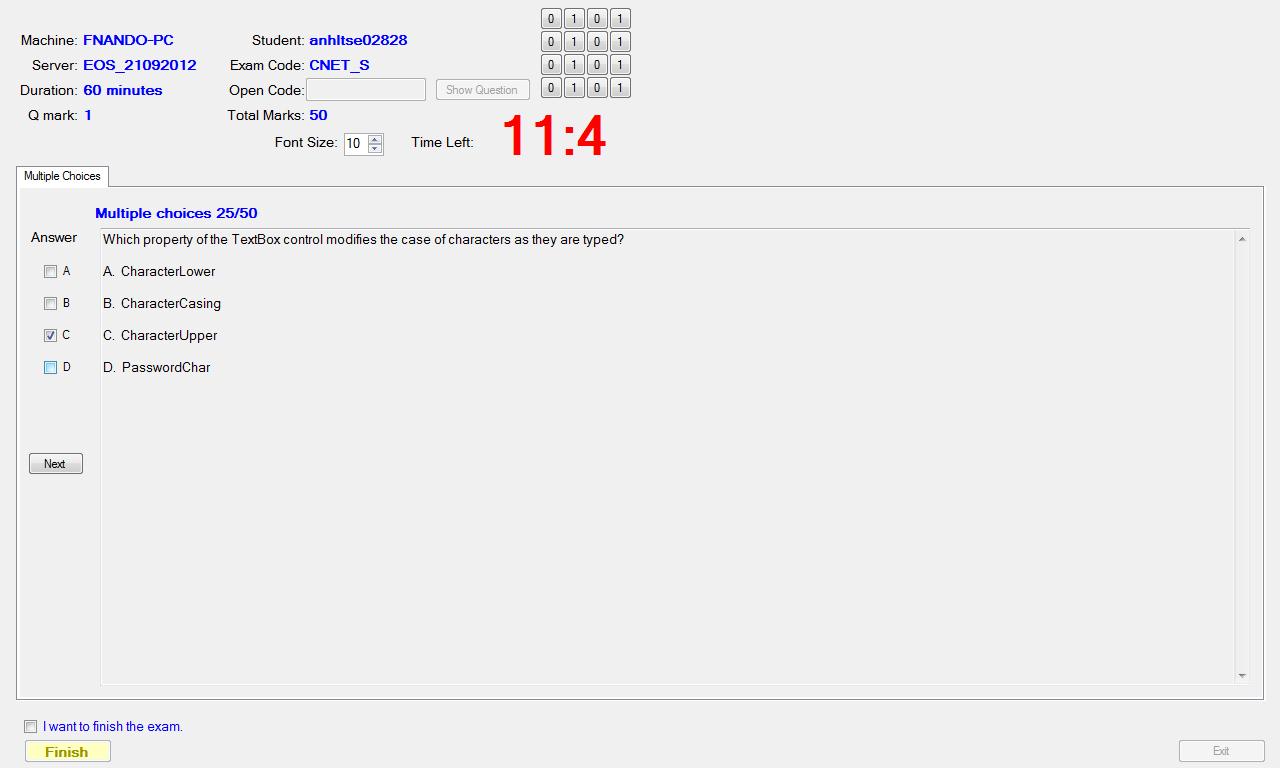 Machine: FNANDO-PC Student: anhltse02828
Server: EOS_21092012 Exam Code: CNET_S
Duration: 60 minutes Open Code: Show Question
Q mark: 1 Total Marks: 50
0 1 0 1
0 1 0 1
0 1 0 1
0 1 0 1
Font Size: 10 Time Left: 11:4
Multiple Choices
Multiple choices 25/50
Answer
Which property of the TextBox control modifies the case of characters as they are typed?
A A. CharacterLower
B B. CharacterCasing
C C. CharacterUpper
D D. PasswordChar
Next
I want to finish the exam.
Finish Exit